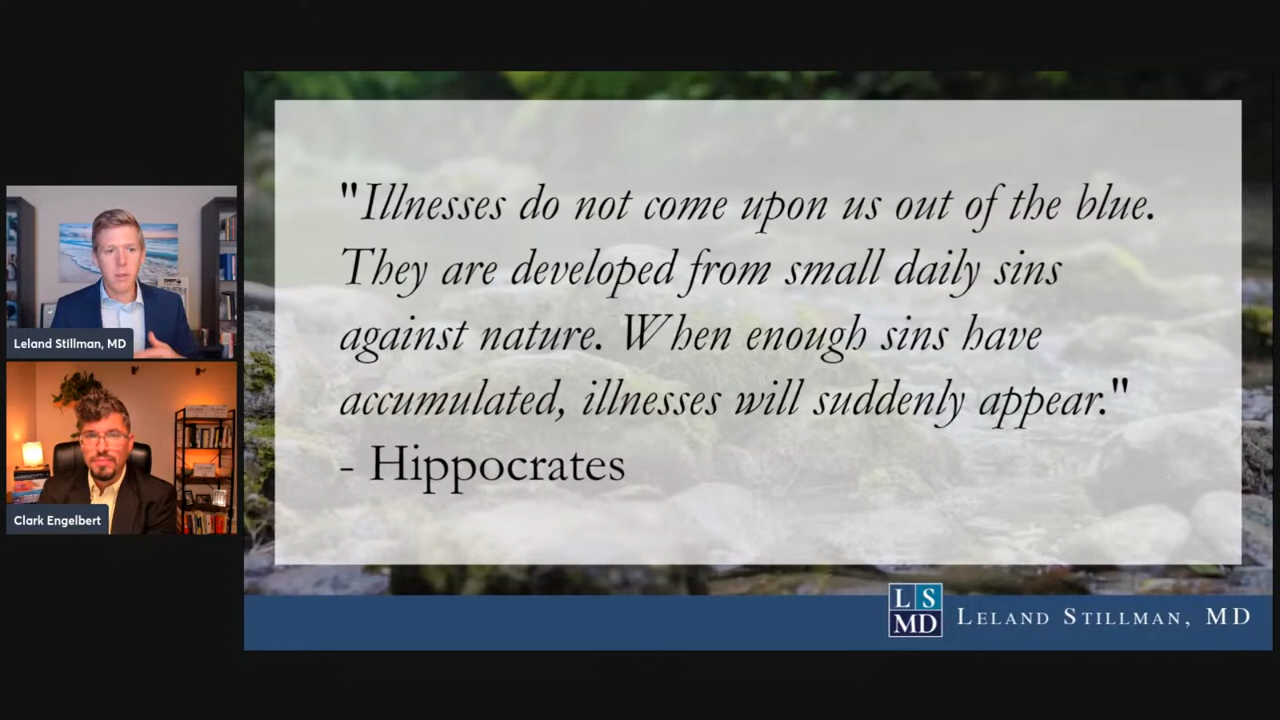 "Illnesses do not come upon us out of the blue.
They are developed from small daily sins
against nature. When enough sins have
accumulated, illnesses will suddenly appear."
- Hippocrates
Leland Stillman, MD
Clark Engelbert
L S
MD
LELAND STILLMAN, MD